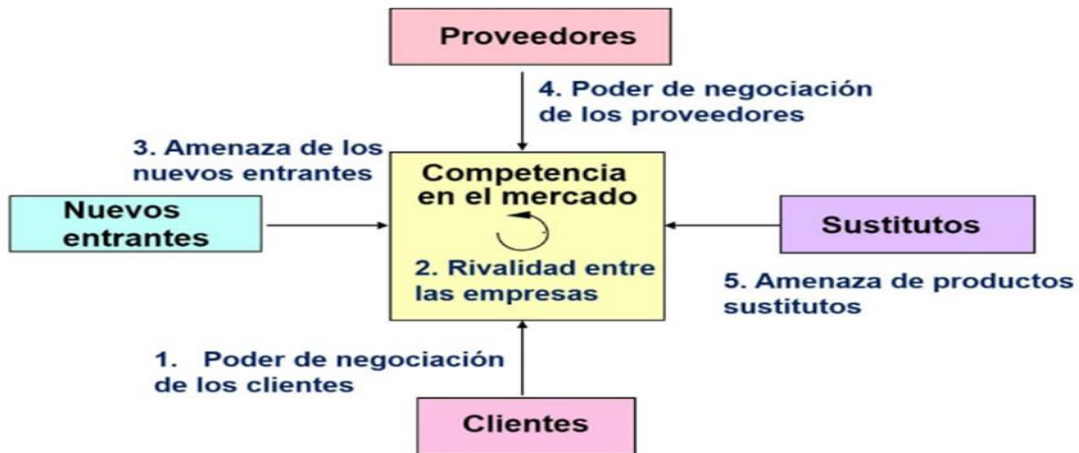 Proveedores
4. Poder de negociación
de los proveedores
3. Amenaza de los
nuevos entrantes
Nuevos
entrantes
Competencia
en el mercado
2. Rivalidad entre
las empresas
Sustitutos
5. Amenaza de productos
sustitutos
1. Poder de negociación
de los clientes
Clientes